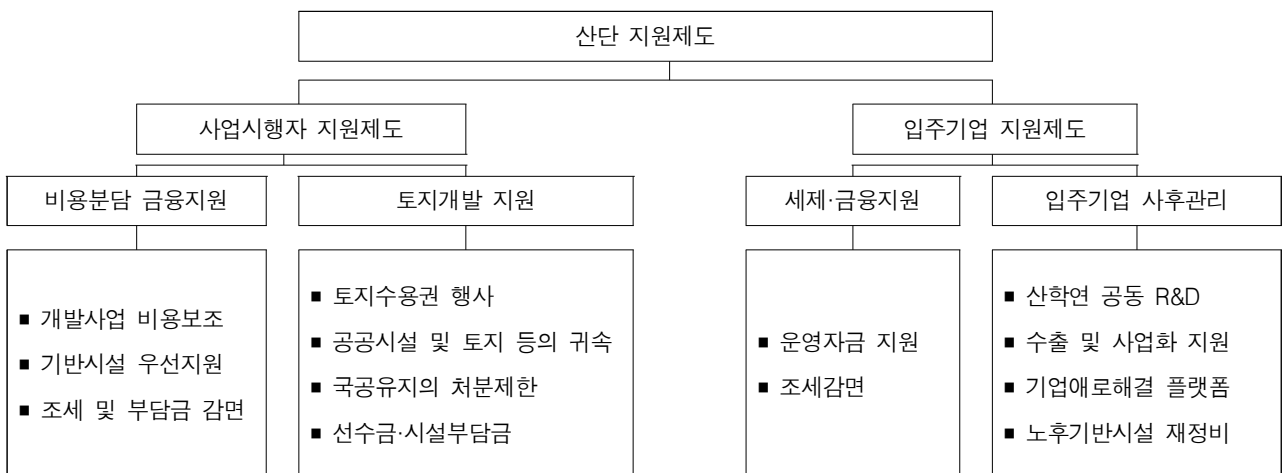 산단 지원제도
사업시행자 지원제도
입주기업 지원제도
비용분담 금융지원
토지개발 지원
세제·금융지원
입주기업 사후관리
■ 개발사업 비용보조
■ 기반시설 우선지원
■ 조세 및 부담금 감면
■ 토지수용권 행사
■ 공공시설 및 토지 등의 귀속
■ 국공유지의 처분제한
■ 선수금·시설부담금
■ 운영자금 지원
■ 조세감면
■ 산학연 공동 R&D
■ 수출 및 사업화 지원
■ 기업애로해결 플랫폼
■ 노후기반시설 재정비